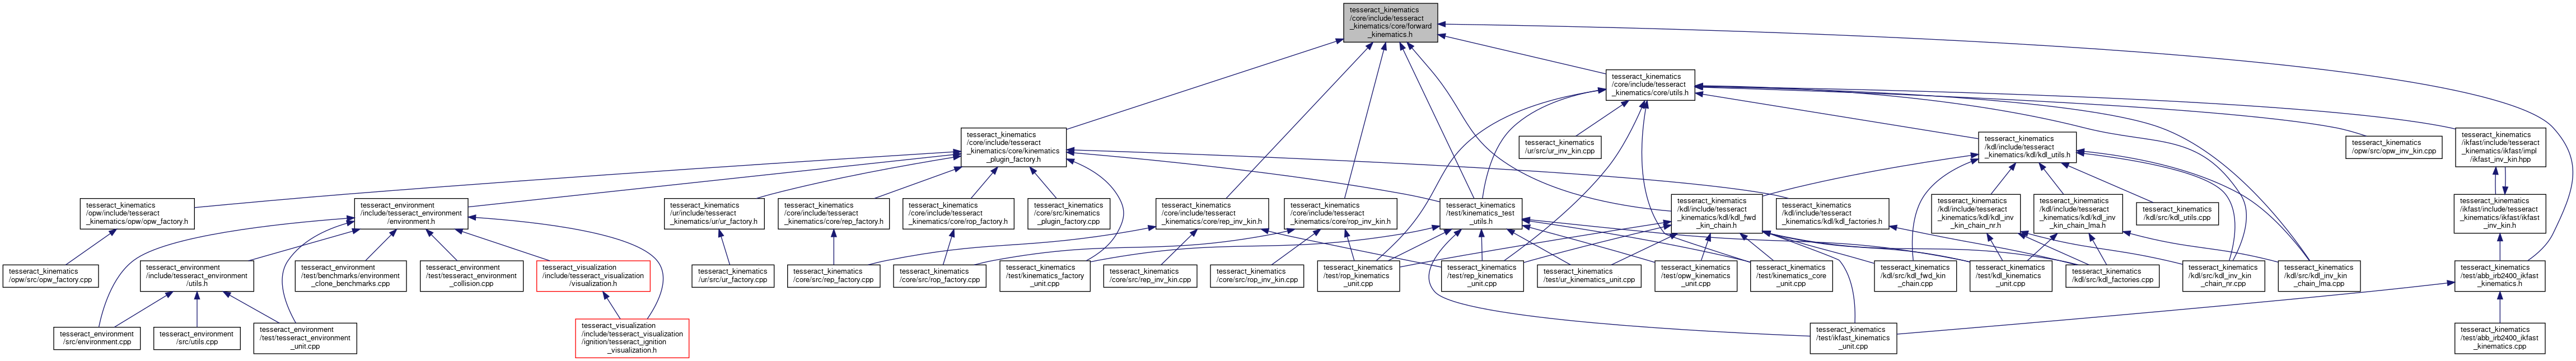 tesseract_kinematics
/core/include/tesseract
_kinematics/core/forward
_kinematics.h
tesseract_kinematics
/core/include/tesseract
_kinematics/core/utils.h
tesseract_kinematics
/core/include/tesseract
_kinematics/core/kinematics
_plugin_factory.h
tesseract_kinematics
/ur/src/ur_inv_kin.cpp
tesseract_kinematics
/kdl/include/tesseract
_kinematics/kdl/kdl_utils.h
tesseract_kinematics
/opw/src/opw_inv_kin.cpp
tesseract_kinematics
/ikfast/include/tesseract
_kinematics/ikfast/impl
/ikfast_inv_kin.hpp
tesseract_kinematics
/opw/include/tesseract
_kinematics/opw/opw_factory.h
tesseract_environment
/include/tesseract_environment
/environment.h
tesseract_kinematics
/ur/include/tesseract
_kinematics/ur/ur_factory.h
tesseract_kinematics
/core/include/tesseract
_kinematics/core/rep_factory.h
tesseract_kinematics
/core/include/tesseract
_kinematics/core/rop_factory.h
tesseract_kinematics
/core/src/kinematics
_plugin_factory.cpp
tesseract_kinematics
/core/include/tesseract
_kinematics/core/rep_inv_kin.h
tesseract_kinematics
/core/include/tesseract
_kinematics/core/rop_inv_kin.h
tesseract_kinematics
/test/kinematics_test
_utils.h
tesseract_kinematics
/kdl/include/tesseract
_kinematics/kdl/kdl_fwd
_kin_chain.h
tesseract_kinematics
/kdl/include/tesseract
_kinematics/kdl/kdl_factories.h
tesseract_kinematics
/kdl/include/tesseract
_kinematics/kdl/kdl_inv
_kin_chain_nr.h
tesseract_kinematics
/kdl/include/tesseract
_kinematics/kdl/kdl_inv
_kin_chain_lma.h
tesseract_kinematics
/kdl/src/kdl_utils.cpp
tesseract_kinematics
/ikfast/include/tesseract
_kinematics/ikfast/ikfast
_inv_kin.h
tesseract_kinematics
/opw/src/opw_factory.cpp
tesseract_environment
/include/tesseract_environment
/utils.h
tesseract_environment
/test/benchmarks/environment
_clone_benchmarks.cpp
tesseract_environment
/test/tesseract_environment
_collision.cpp
tesseract_visualization
/include/tesseract_visualization
/visualization.h
tesseract_kinematics
/ur/src/ur_factory.cpp
tesseract_kinematics
/core/src/rep_factory.cpp
tesseract_kinematics
/core/src/rop_factory.cpp
tesseract_kinematics
/test/kinematics_factory
_unit.cpp
tesseract_kinematics
/core/src/rep_inv_kin.cpp
tesseract_kinematics
/core/src/rop_inv_kin.cpp
tesseract_kinematics
/test/rop_kinematics
_unit.cpp
tesseract_kinematics
/test/rep_kinematics
_unit.cpp
tesseract_kinematics
/test/ur_kinematics_unit.cpp
tesseract_kinematics
/test/opw_kinematics
_unit.cpp
tesseract_kinematics
/test/kinematics_core
_unit.cpp
tesseract_kinematics
/kdl/src/kdl_fwd_kin
_chain.cpp
tesseract_kinematics
/test/kdl_kinematics
_unit.cpp
tesseract_kinematics
/kdl/src/kdl_factories.cpp
tesseract_kinematics
/kdl/src/kdl_inv_kin
_chain_nr.cpp
tesseract_kinematics
/kdl/src/kdl_inv_kin
_chain_lma.cpp
tesseract_kinematics
/test/abb_irb2400_ikfast
_kinematics.h
tesseract_environment
/src/environment.cpp
tesseract_environment
/src/utils.cpp
tesseract_environment
/test/tesseract_environment
_unit.cpp
tesseract_visualization
/include/tesseract_visualization
/ignition/tesseract_ignition
_visualization.h
tesseract_kinematics
/test/ikfast_kinematics
_unit.cpp
tesseract_kinematics
/test/abb_irb2400_ikfast
_kinematics.cpp